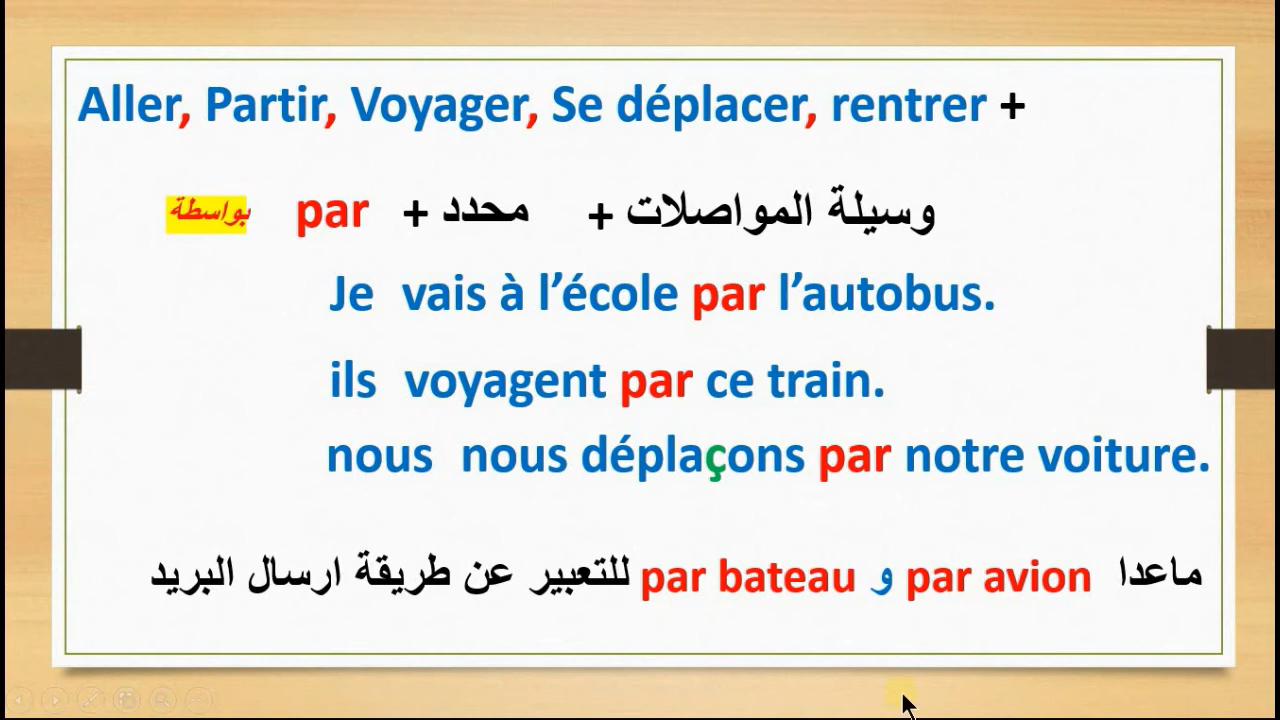 Aller, Partir, Voyager, Se déplacer, rentrer +
بواسطة par + محدد + وسيلة المواصلات
Je vais à l’école par l’autobus.
ils voyagent par ce train.
nous nous déplaçons par notre voiture.
ماعدا par avion و par bateau للتعبير عن طريقة ارسال البريد